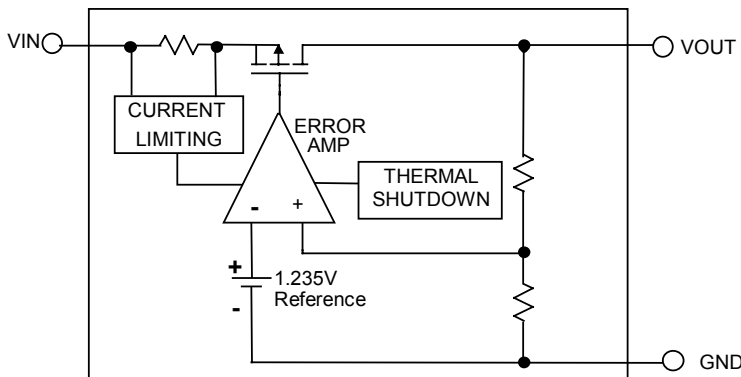 VIN
VOUT
CURRENT
LIMITING
ERROR
AMP
THERMAL
SHUTDOWN
- +
+
1.235V
Reference
-
GND